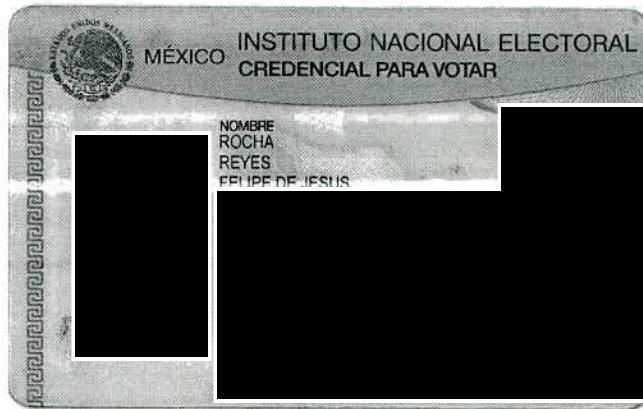 MÉXICO
INSTITUTO NACIONAL ELECTORAL
CREDENCIAL PARA VOTAR
NOMBRE
ROCHA
REYES
FELIPE DE JESUS